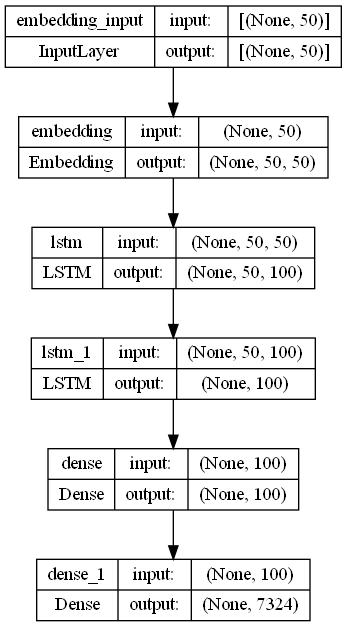 embedding_input input: [(None, 50)]
InputLayer output: [(None, 50)]
embedding input: (None, 50)
Embedding output: (None, 50, 50)
lstm input: (None, 50, 50)
LSTM output: (None, 50, 100)
lstm_1 input: (None, 50, 100)
LSTM output: (None, 100)
dense input: (None, 100)
Dense output: (None, 100)
dense_1 input: (None, 100)
Dense output: (None, 7324)